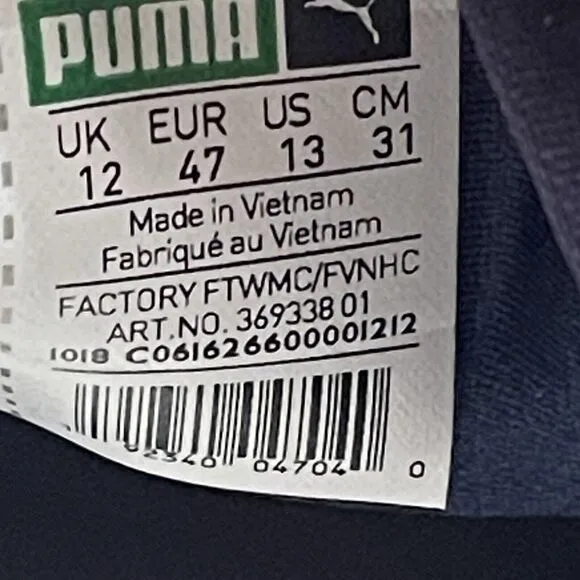 PUMA
UK EUR US CM
12 47 13 31
Made in Vietnam
Fabriqué au Vietnam
FACTORY FTWMC/FVNHC
ART.NO. 369338 01
1018 C061626600001212
82340 04704 0